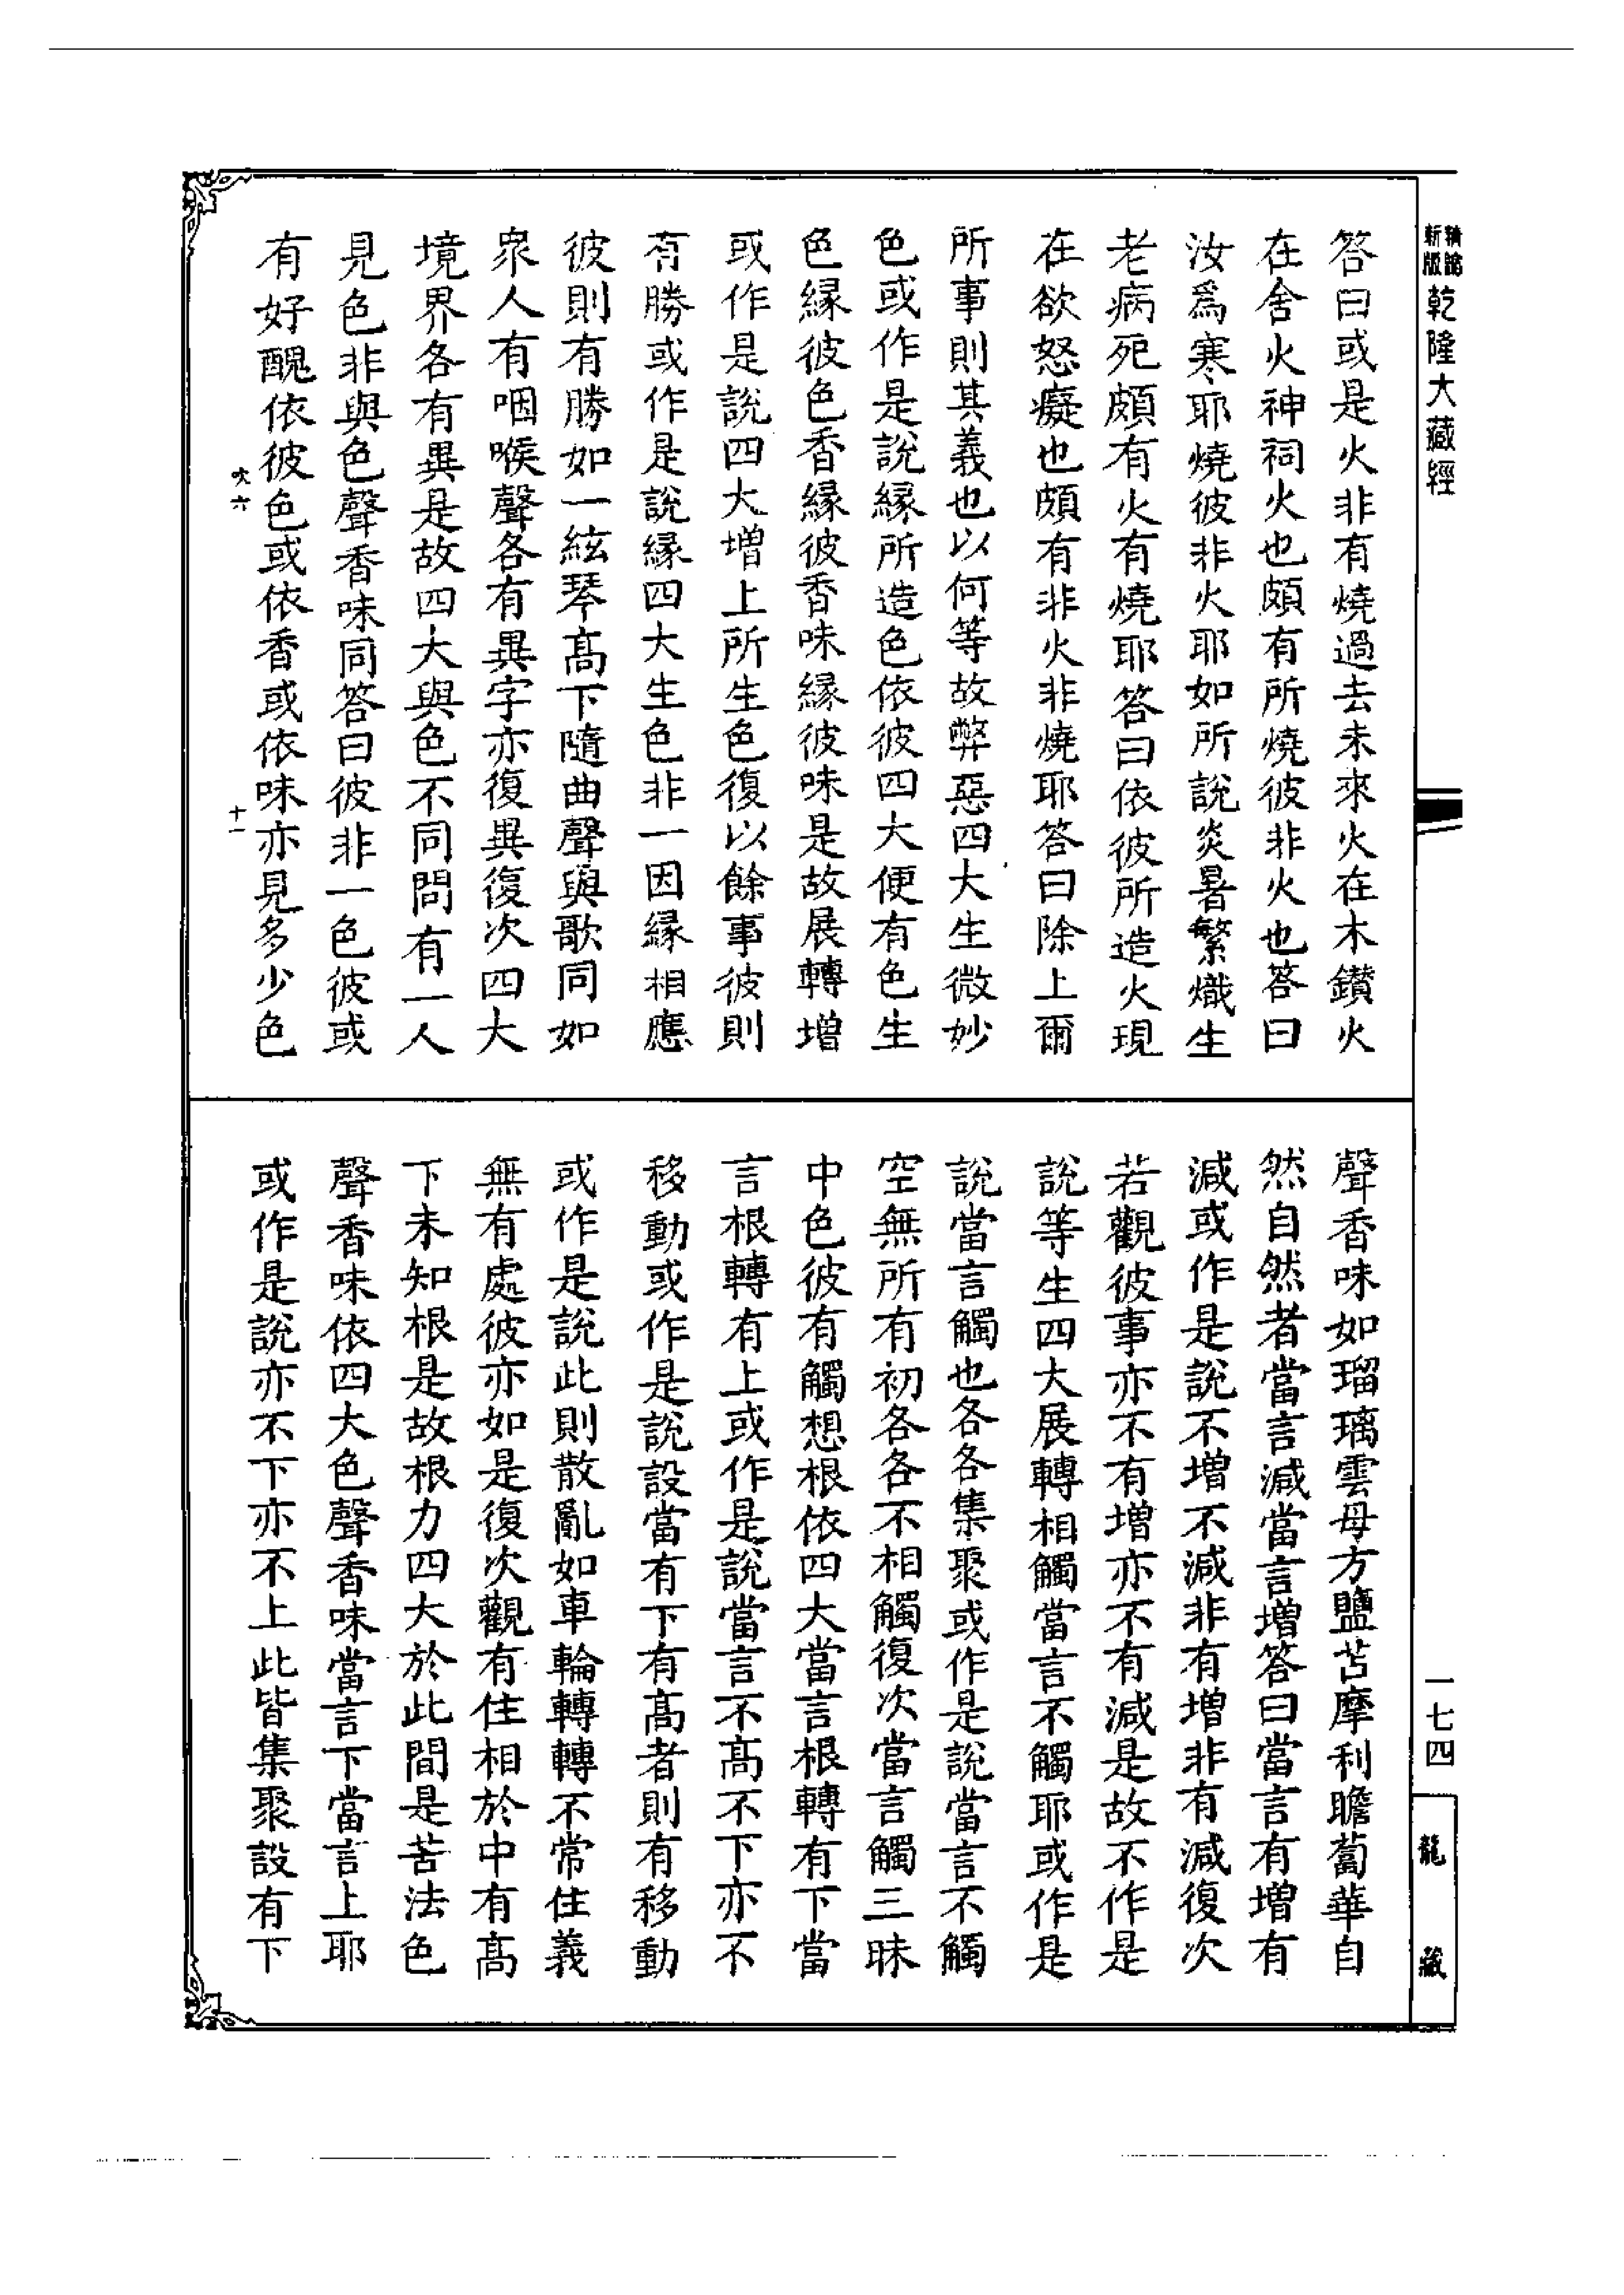 精諦
新版
乾隆大藏經
答曰或是火非有燒過去未來火在木鑽火
在舍火神祠火也頗有所燒彼非火也答曰
汝爲寒耶燒彼非火耶如所說炎暑繁熾生
老病死頗有火有燒耶答曰依彼所造火現
在欲怒癡也頗有非火非燒耶答曰除上爾
所事則其義也以何等故弊惡四大生微妙
色或作是說緣所造色依彼四大便有色生
色緣彼色香緣彼香味緣彼味是故展轉增
或作是說四大增上所生色復以餘事彼則
有勝或作是說緣四大生色非一因緣相應
彼則有勝如一絃琴高下隨曲聲與歌同如
衆人有咽喉聲各有異字亦復異復次四大
境界各有異是故四大與色不同問有一人
見色非與色聲香味同答曰彼非一色彼或
有好醜依彼色或依香或依味亦見多少色
吠六
十一
聲香味如瑠璃雲母方鹽苫摩利瞻蔔華自
然自然者當言減當言增答曰當言有增有
減或作是說不增不減非有增非有減復次
若觀彼事亦不有增亦不有減是故不作是
說等生四大展轉相觸當言不觸耶或作是
說當言觸也各各集聚或作是說當言不觸
空無所有初各各不相觸復次當言觸三昧
中色彼有觸想根依四大當言根轉有下當
言根轉有上或作是說當言不高不下亦不
移動或作是說設當有下有高者則有移動
或作是說此則散亂如車輪轉轉不常住義
無有處彼亦如是復次觀有住相於中有高
下未知根是故根力四大於此間是苦法色
聲香味依四大色聲香味當言下當言上耶
或作是說亦不下亦不上此皆集聚設有下
一七四
龍藏